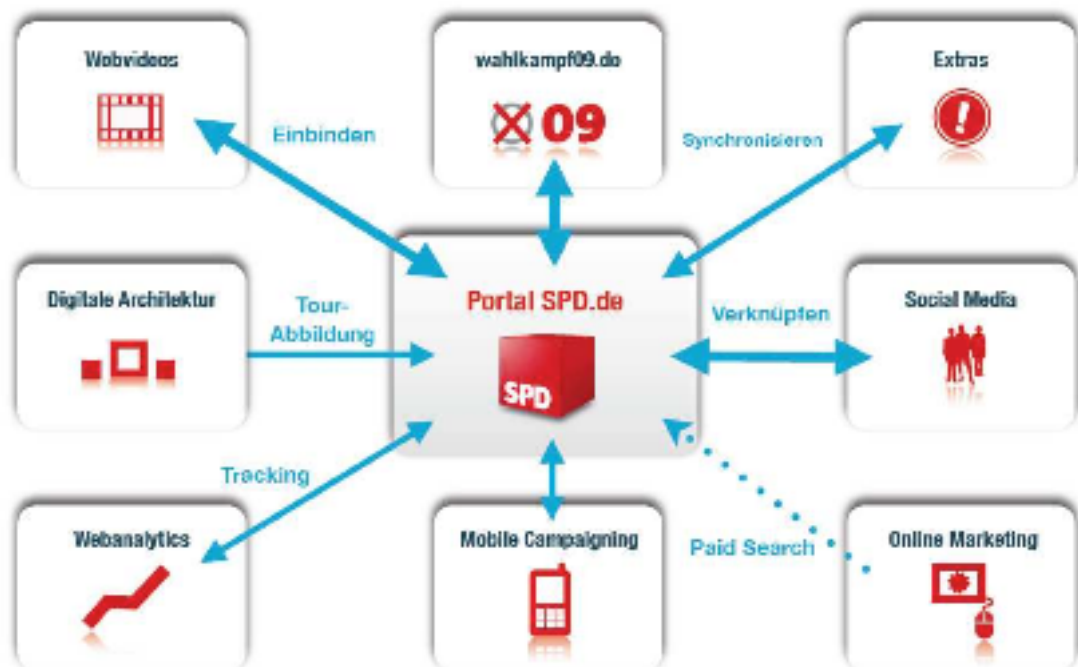 Webvideos
wahlkampf09.de
Extras
09
Einbinden
Synchronisieren
Digitale Architektur
Tour-
Abbildung
Portal SPD.de
SPD
Verknüpfen
Social Media
Tracking
Webanalytics
Mobile Campaigning
Paid Search
Online Marketing